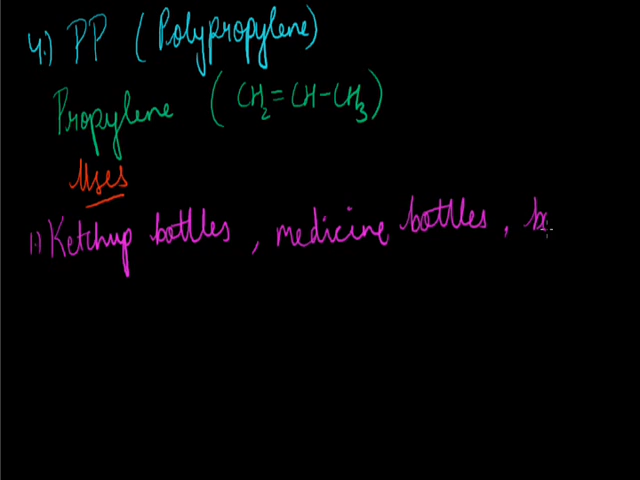 4.) PP (Polypropylene)
Propylene (CH₂=CH-CH₃)
Uses
1.) Ketchup bottles, medicine bottles,